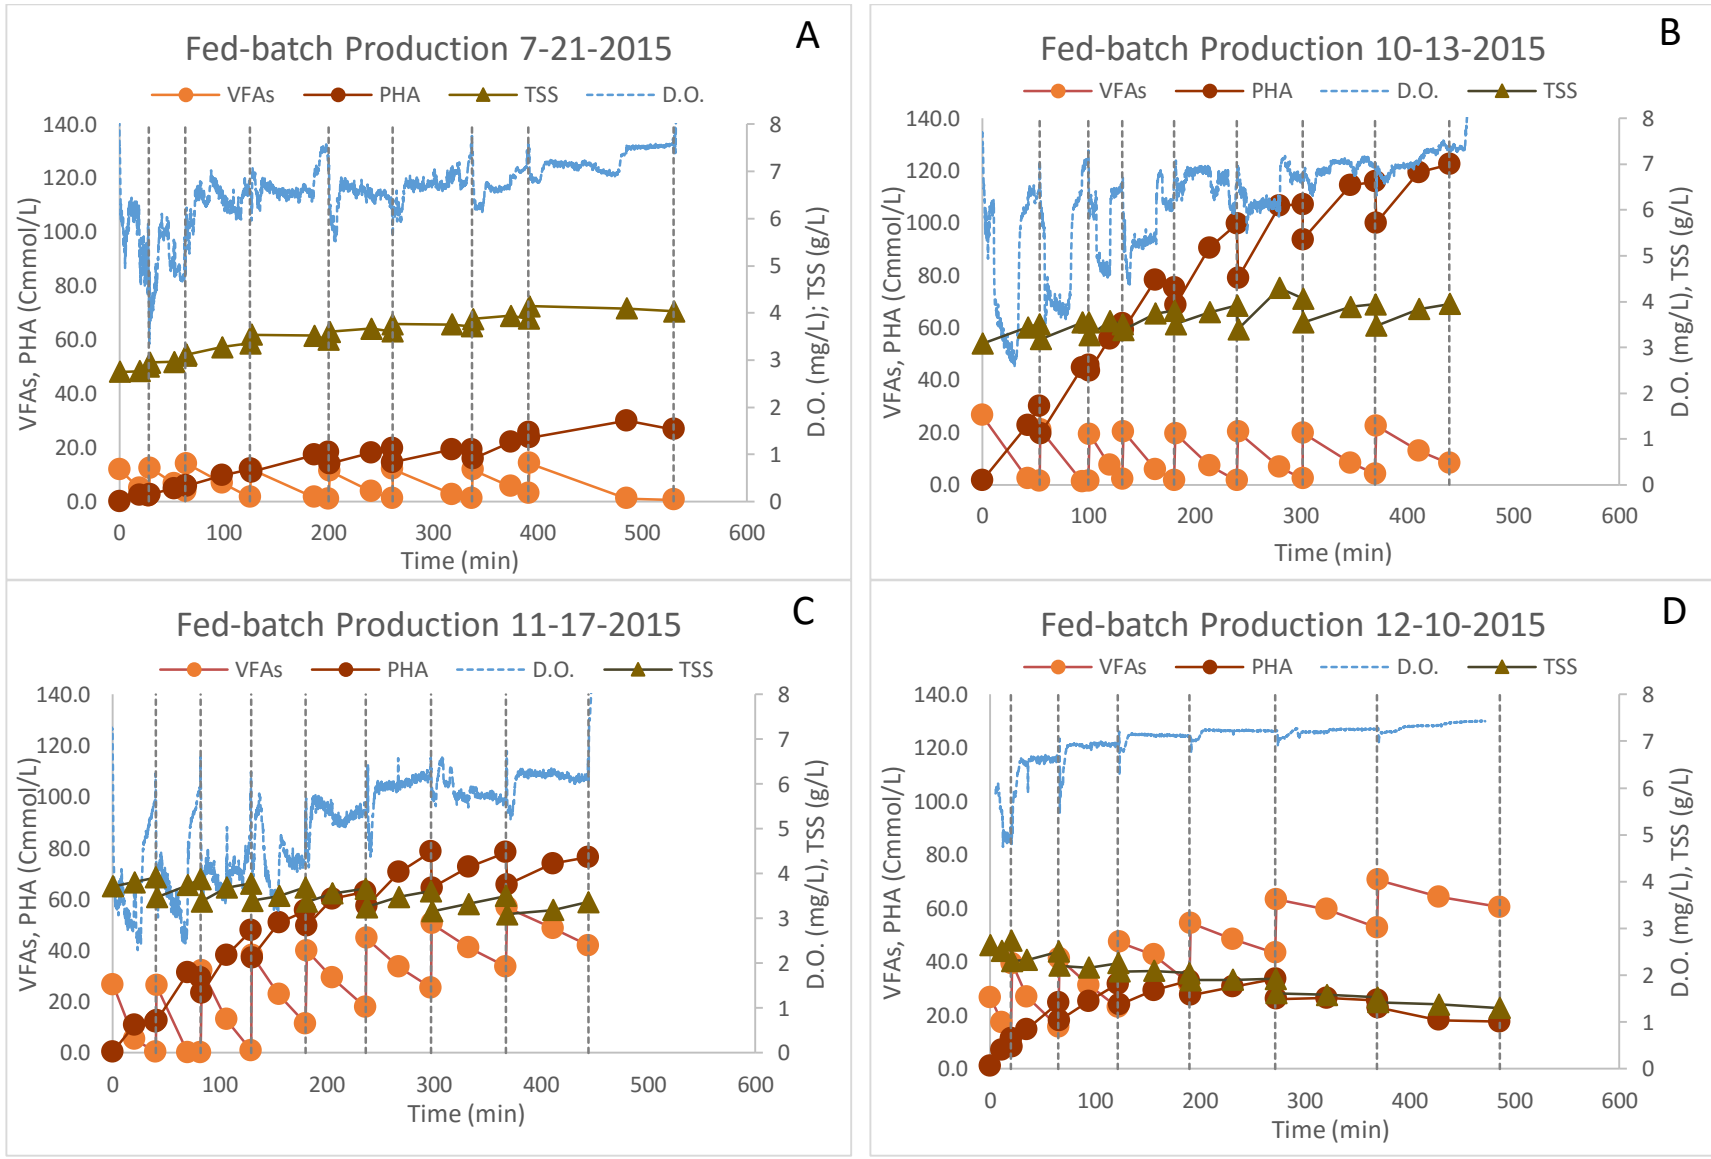 A
Fed-batch Production 7-21-2015
VFAs PHA TSS D.O.
140.0
120.0
100.0
80.0
60.0
40.0
20.0
0.0
VFAs, PHA (Cmmol/L)
8
7
6
5
4
3
2
1
0
D.O. (mg/L); TSS (g/L)
0 100 200 300 400 500 600
Time (min)
B
Fed-batch Production 10-13-2015
VFAs PHA D.O. TSS
140.0
120.0
100.0
80.0
60.0
40.0
20.0
0.0
VFAs, PHA (Cmmol/L)
8
7
6
5
4
3
2
1
0
D.O. (mg/L), TSS (g/L)
0 100 200 300 400 500 600
Time (min)
C
Fed-batch Production 11-17-2015
VFAs PHA D.O. TSS
140.0
120.0
100.0
80.0
60.0
40.0
20.0
0.0
VFAs, PHA (Cmmol/L)
8
7
6
5
4
3
2
1
0
D.O. (mg/L), TSS (g/L)
0 100 200 300 400 500 600
Time (min)
D
Fed-batch Production 12-10-2015
VFAs PHA D.O. TSS
140.0
120.0
100.0
80.0
60.0
40.0
20.0
0.0
VFAs, PHA (Cmmol/L)
8
7
6
5
4
3
2
1
0
D.O. (mg/L), TSS (g/L)
0 100 200 300 400 500 600
Time (min)